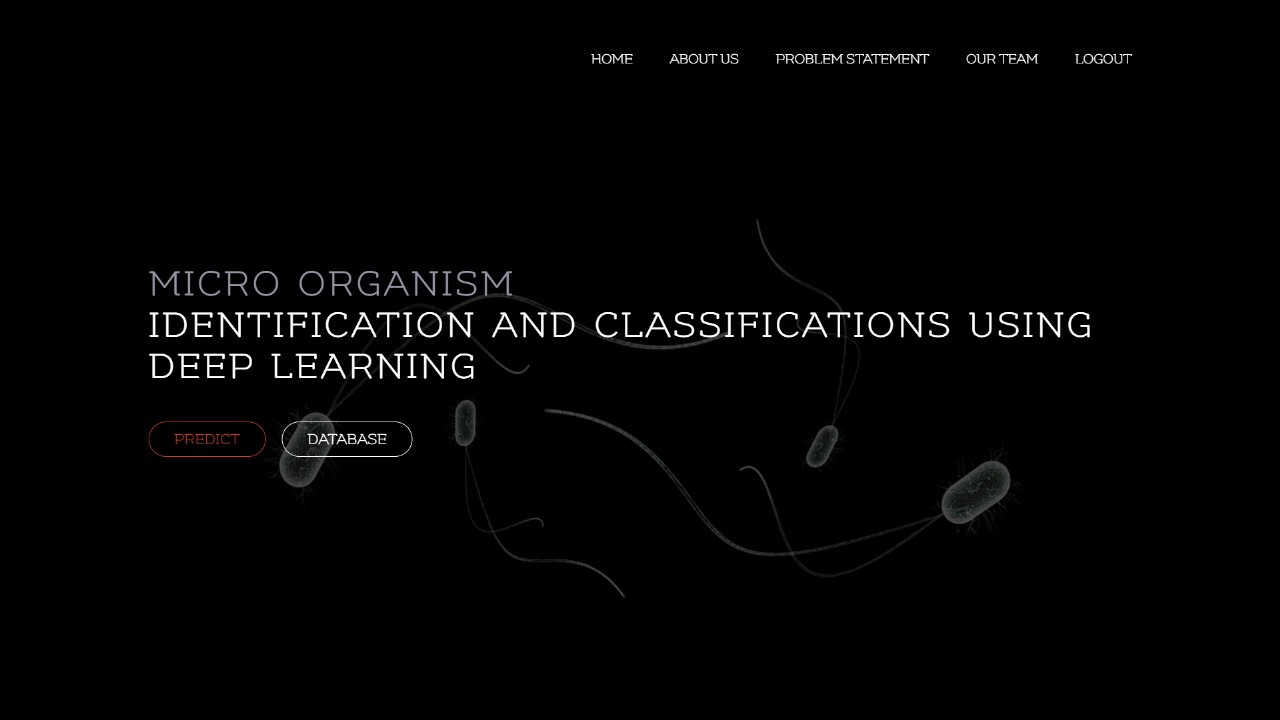 HOME ABOUT US PROBLEM STATEMENT OUR TEAM LOGOUT
MICRO ORGANISM
IDENTIFICATION AND CLASSIFICATIONS USING
DEEP LEARNING
PREDICT DATABASE